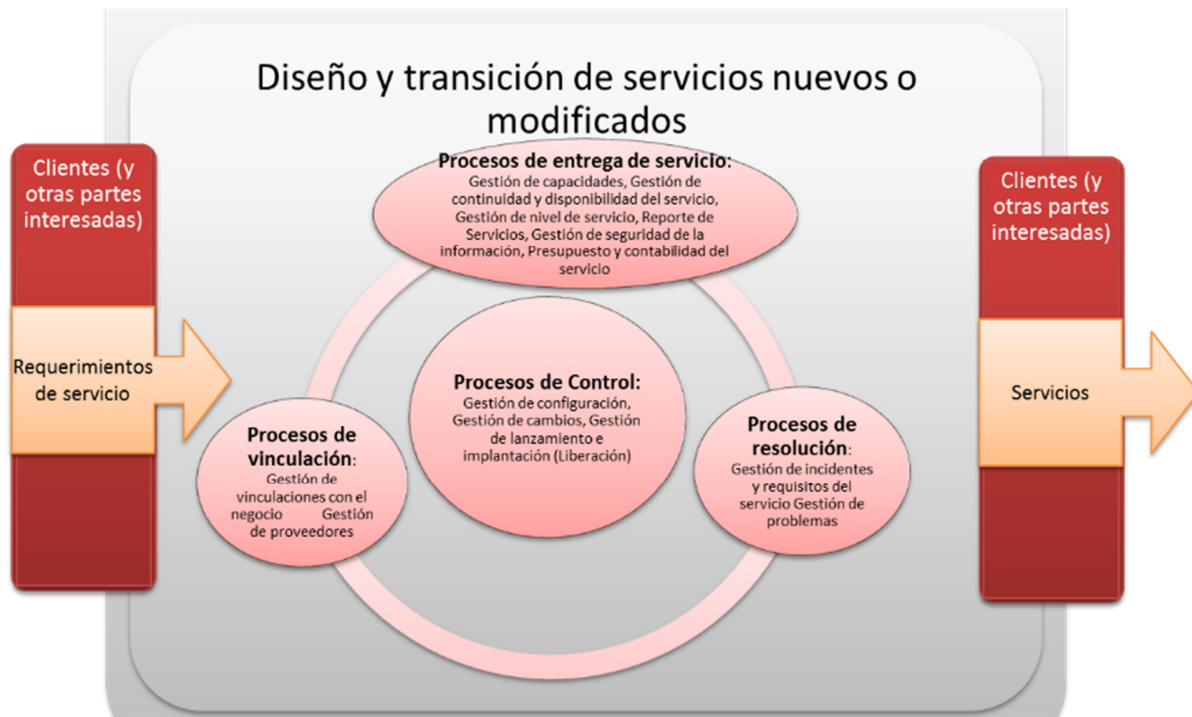 Diseño y transición de servicios nuevos o
modificados
Clientes (y
otras partes
interesadas)
Requerimientos
de servicio
Procesos de entrega de servicio:
Gestión de capacidades, Gestión de
continuidad y disponibilidad del servicio,
Gestión de nivel de servicio, Reporte de
Servicios, Gestión de seguridad de la
información, Presupuesto y contabilidad del
servicio
Procesos de Control:
Gestión de configuración,
Gestión de cambios, Gestión
de lanzamiento e
implantación (Liberación)
Procesos de
vinculación:
Gestión de
vinculaciones con el
negocio Gestión
de proveedores
Procesos de
resolución:
Gestión de incidentes
y requisitos del
servicio Gestión de
problemas
Clientes (y
otras partes
interesadas)
Servicios